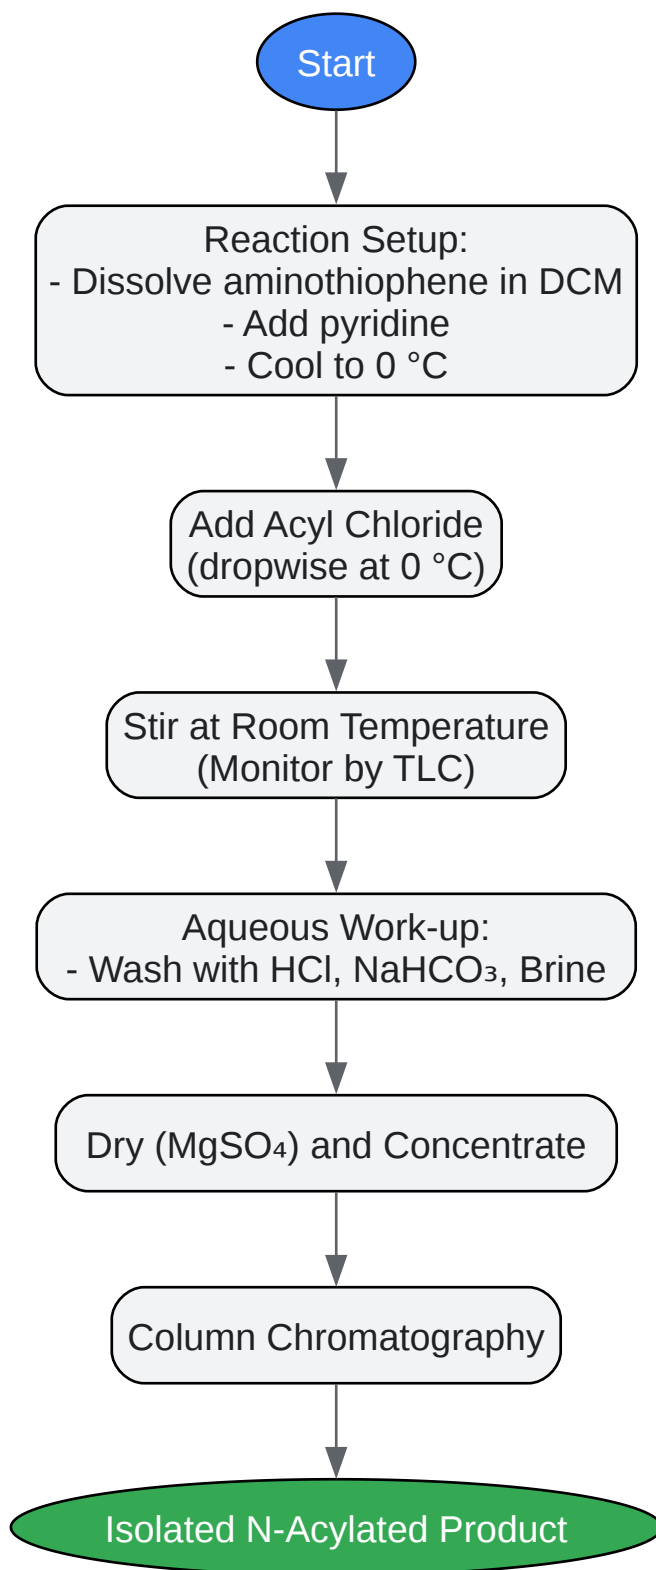 Start
Reaction Setup:
- Dissolve aminothiophene in DCM
- Add pyridine
- Cool to 0 °C
Add Acyl Chloride
(dropwise at 0 °C)
Stir at Room Temperature
(Monitor by TLC)
Aqueous Work-up:
- Wash with HCl, NaHCO₃, Brine
Dry (MgSO₄) and Concentrate
Column Chromatography
Isolated N-Acylated Product